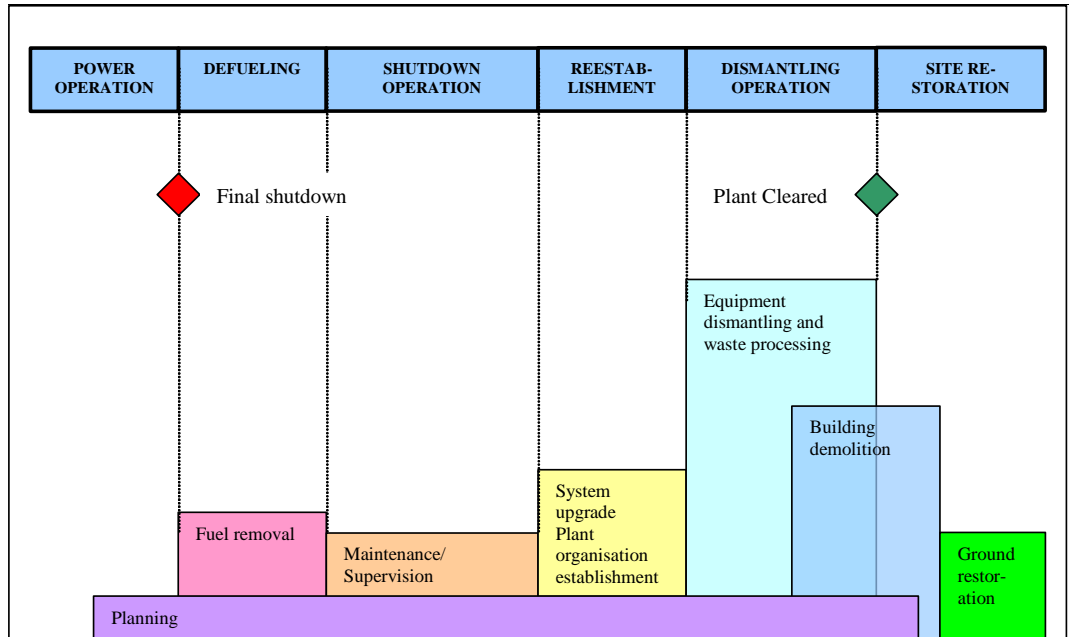 POWER
OPERATION
DEFUELING
SHUTDOWN
OPERATION
REESTAB-
LISHMENT
DISMANTLING
OPERATION
SITE RE-
STORATION
Final shutdown
Plant Cleared
Equipment
dismantling and
waste processing
Building
demolition
System
upgrade
Plant
organisation
establishment
Fuel removal
Maintenance/
Supervision
Ground
restor-
ation
Planning